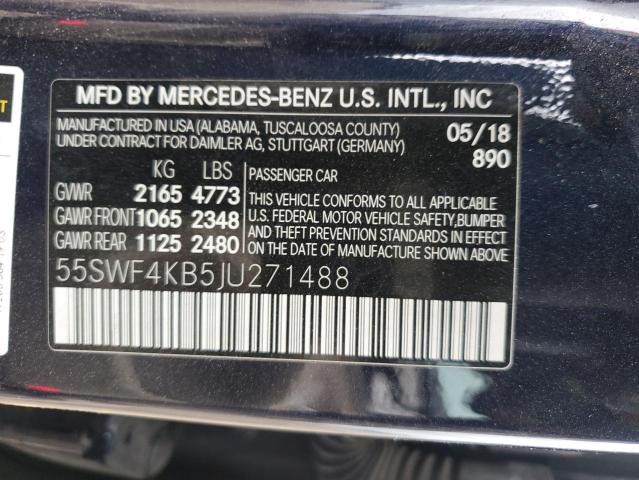 MFD BY MERCEDES-BENZ U.S. INTL., INC
MANUFACTURED IN USA (ALABAMA, TUSCALOOSA COUNTY)
UNDER CONTRACT FOR DAIMLER AG, STUTTGART (GERMANY)
05/18
890
KG LBS
GWR 2165 4773
GAWR FRONT 1065 2348
GAWR REAR 1125 2480
PASSENGER CAR
THIS VEHICLE CONFORMS TO ALL APPLICABLE
U.S. FEDERAL MOTOR VEHICLE SAFETY,BUMPER
AND THEFT PREVENTION STANDARDS IN EFFECT
ON THE DATE OF MANUFACTURE SHOWN ABOVE
55SWF4KB5JU271488